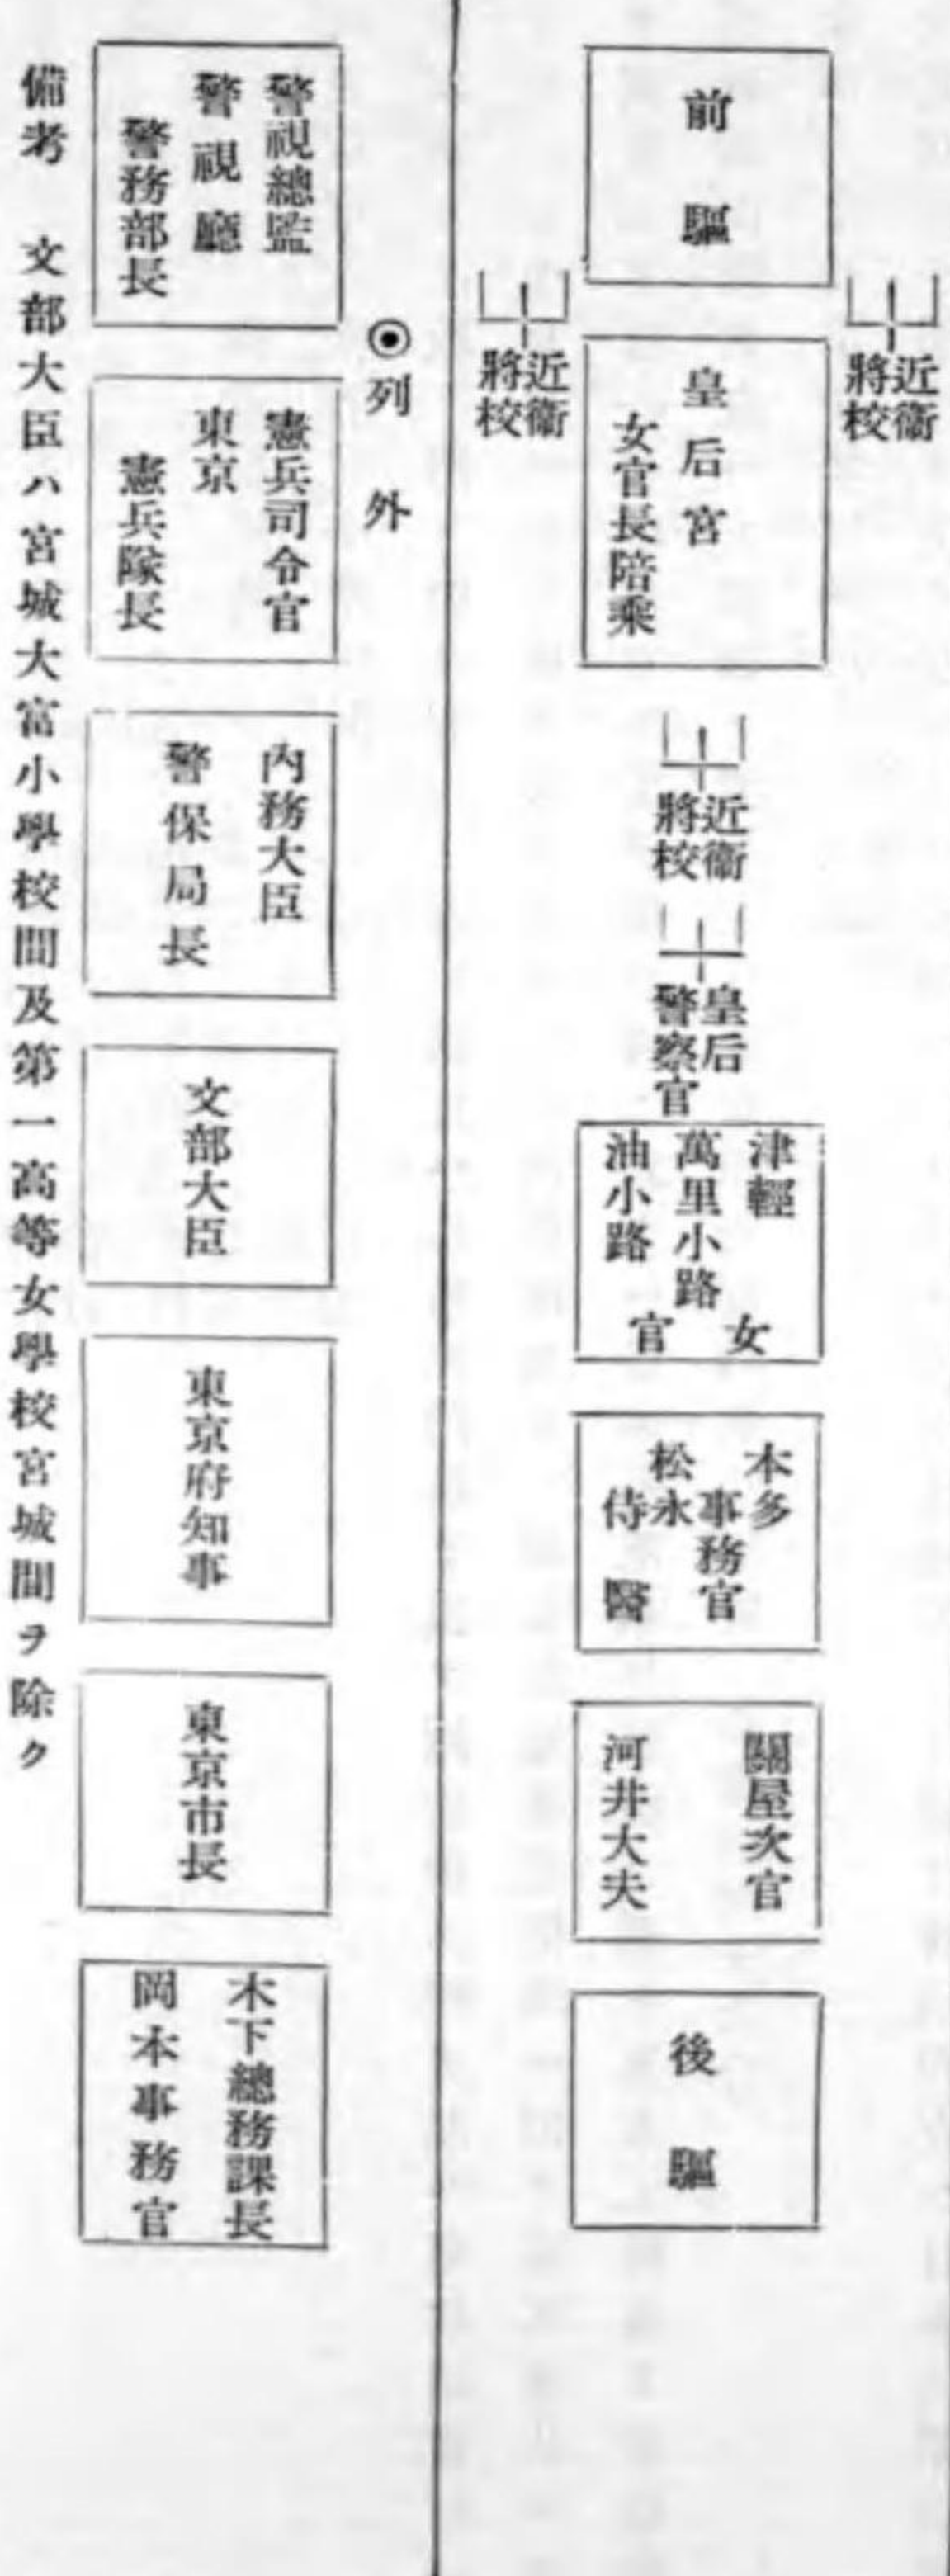 前驅
近衞
將校
近衞
將校
皇后宮
女官長陪乘
近衞
將校
皇后
警察官
津輕
萬里小路
油小路
女官
本多
事務官
松永
侍醫
關屋次官
河井大夫
後驅
◉列外
警視總監
警視廳
警務部長
憲兵司令官
東京
憲兵隊長
內務大臣
警保局長
文部大臣
東京府知事
東京市長
木下總務課長
岡本事務官
備考　文部大臣ハ宮城大富小學校間及第一高等女學校宮城間ヲ除ク